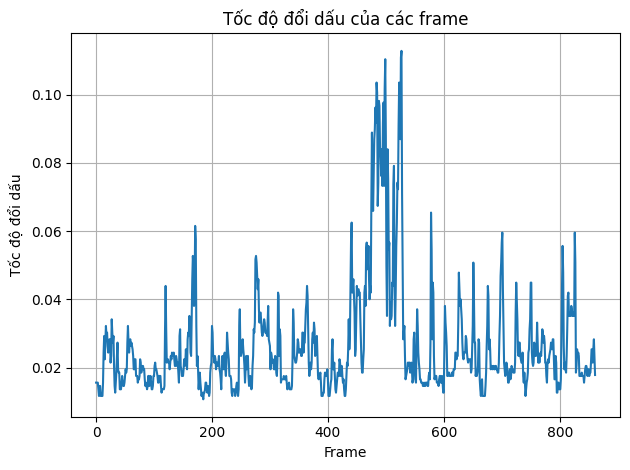 Tốc độ đổi dấu của các frame
Tốc độ đổi dấu
0.10
0.08
0.06
0.04
0.02
0 200 400 600 800
Frame